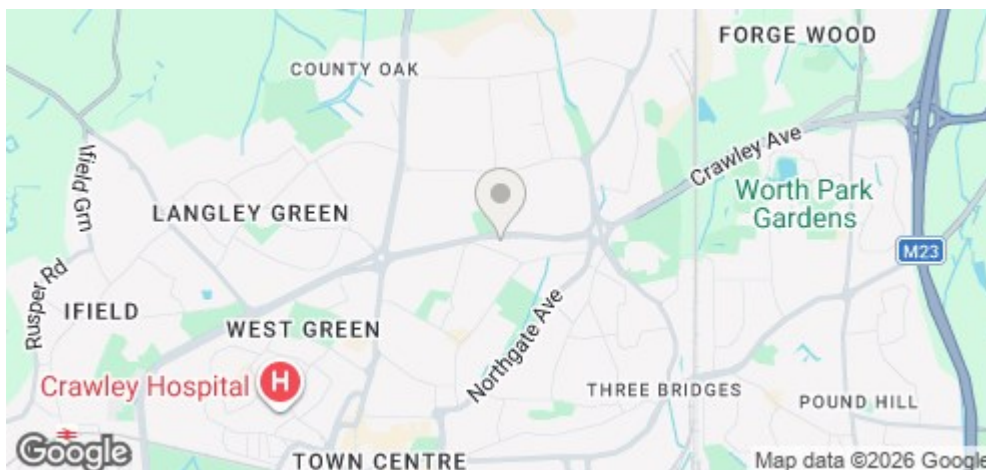 FORGE WOOD
COUNTY OAK
Crawley Ave
Ifield Grn
Worth Park
Gardens
LANGLEY GREEN
M23
Rusper Rd
IFIELD
WEST GREEN
Northgate Ave
Crawley Hospital
H
THREE BRIDGES
POUND HILL
Google
TOWN CENTRE
Map data ©2026 Google